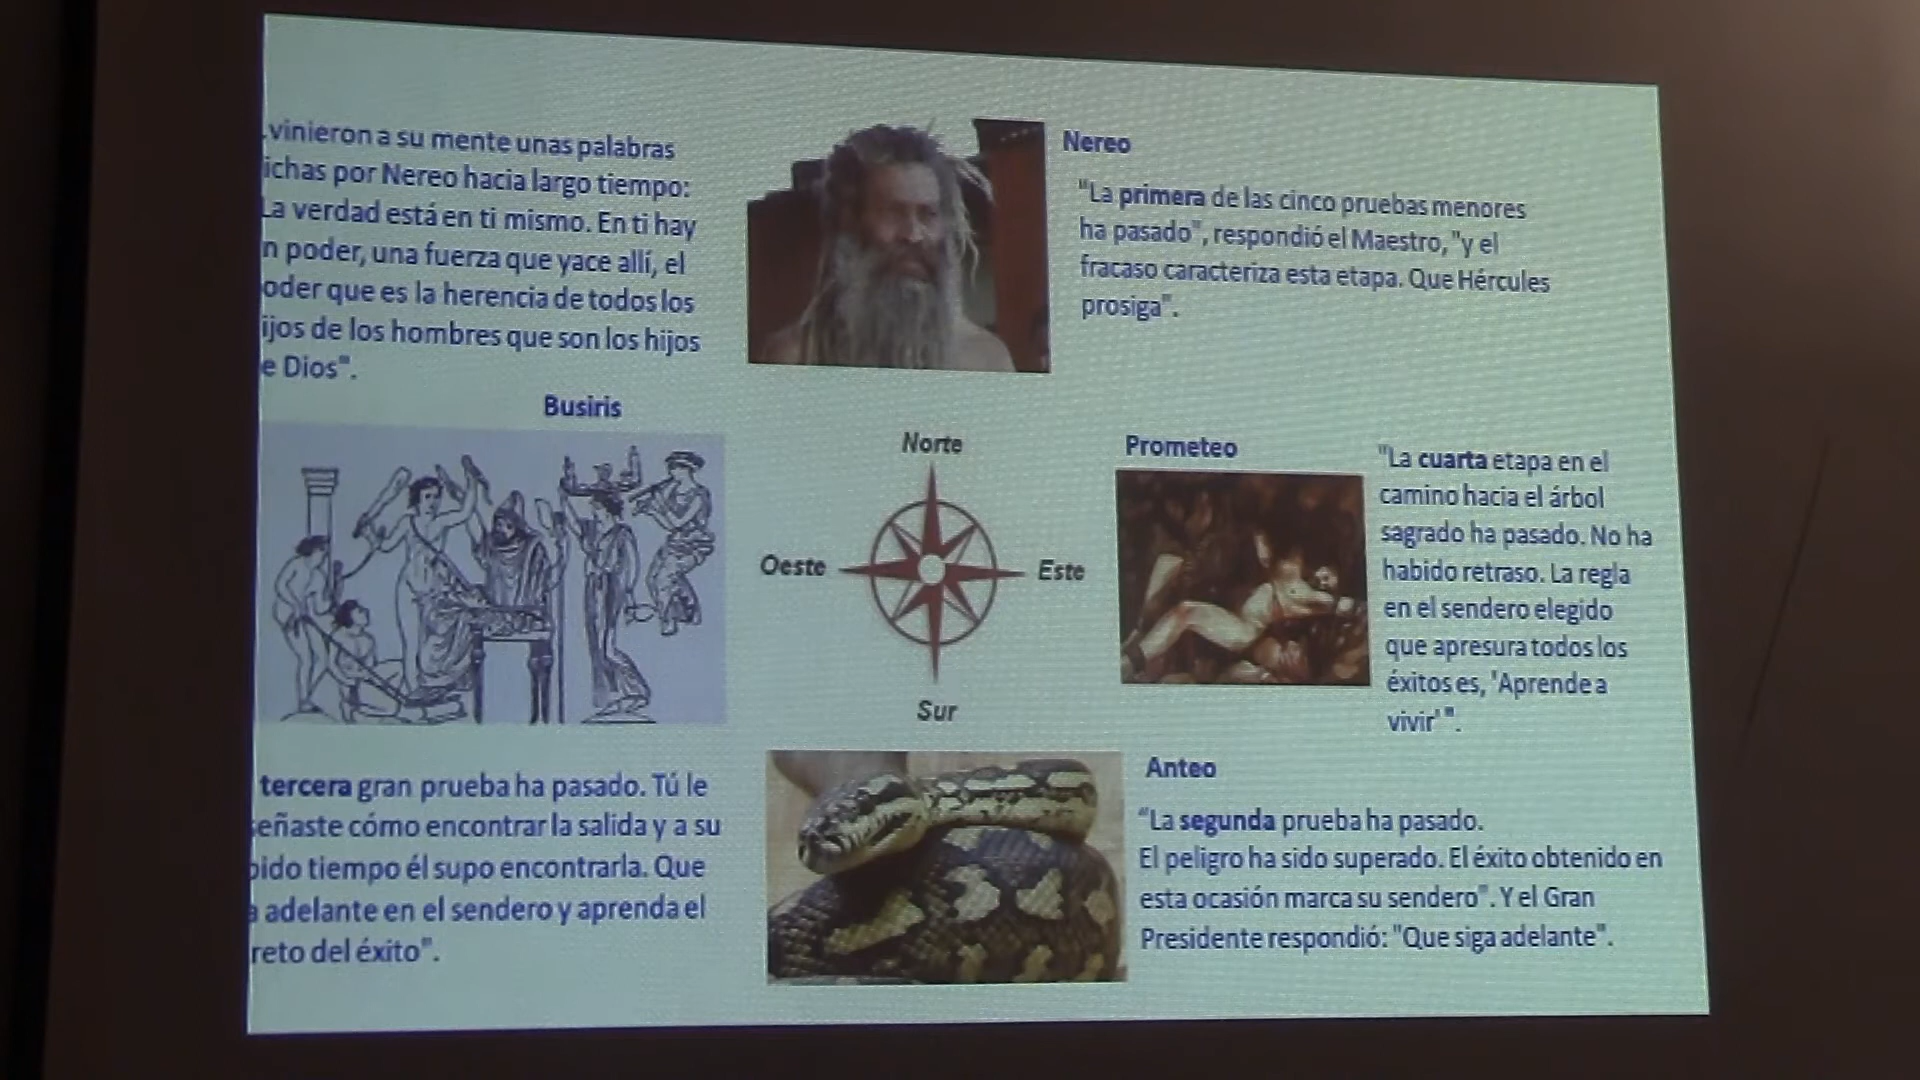 vinieron a su mente unas palabras
ichas por Nereo hacia largo tiempo:
La verdad está en ti mismo. En ti hay
n poder, una fuerza que yace allí, el
oder que es la herencia de todos los
ijos de los hombres que son los hijos
e Dios".
Nereo
"La primera de las cinco pruebas menores
ha pasado", respondió el Maestro, "y el
fracaso caracteriza esta etapa. Que Hércules
prosiga".
Busiris
Norte
Oeste
Este
Sur
Prometeo
"La cuarta etapa en el
camino hacia el árbol
sagrado ha pasado. No ha
habido retraso. La regla
en el sendero elegido
que apresura todos los
éxitos es, 'Aprende a
vivir' ".
tercera gran prueba ha pasado. Tú le
señaste cómo encontrar la salida y a su
bido tiempo él supo encontrarla. Que
a adelante en el sendero y aprenda el
reto del éxito".
Anteo
"La segunda prueba ha pasado.
El peligro ha sido superado. El éxito obtenido en
esta ocasión marca su sendero". Y el Gran
Presidente respondió: "Que siga adelante".